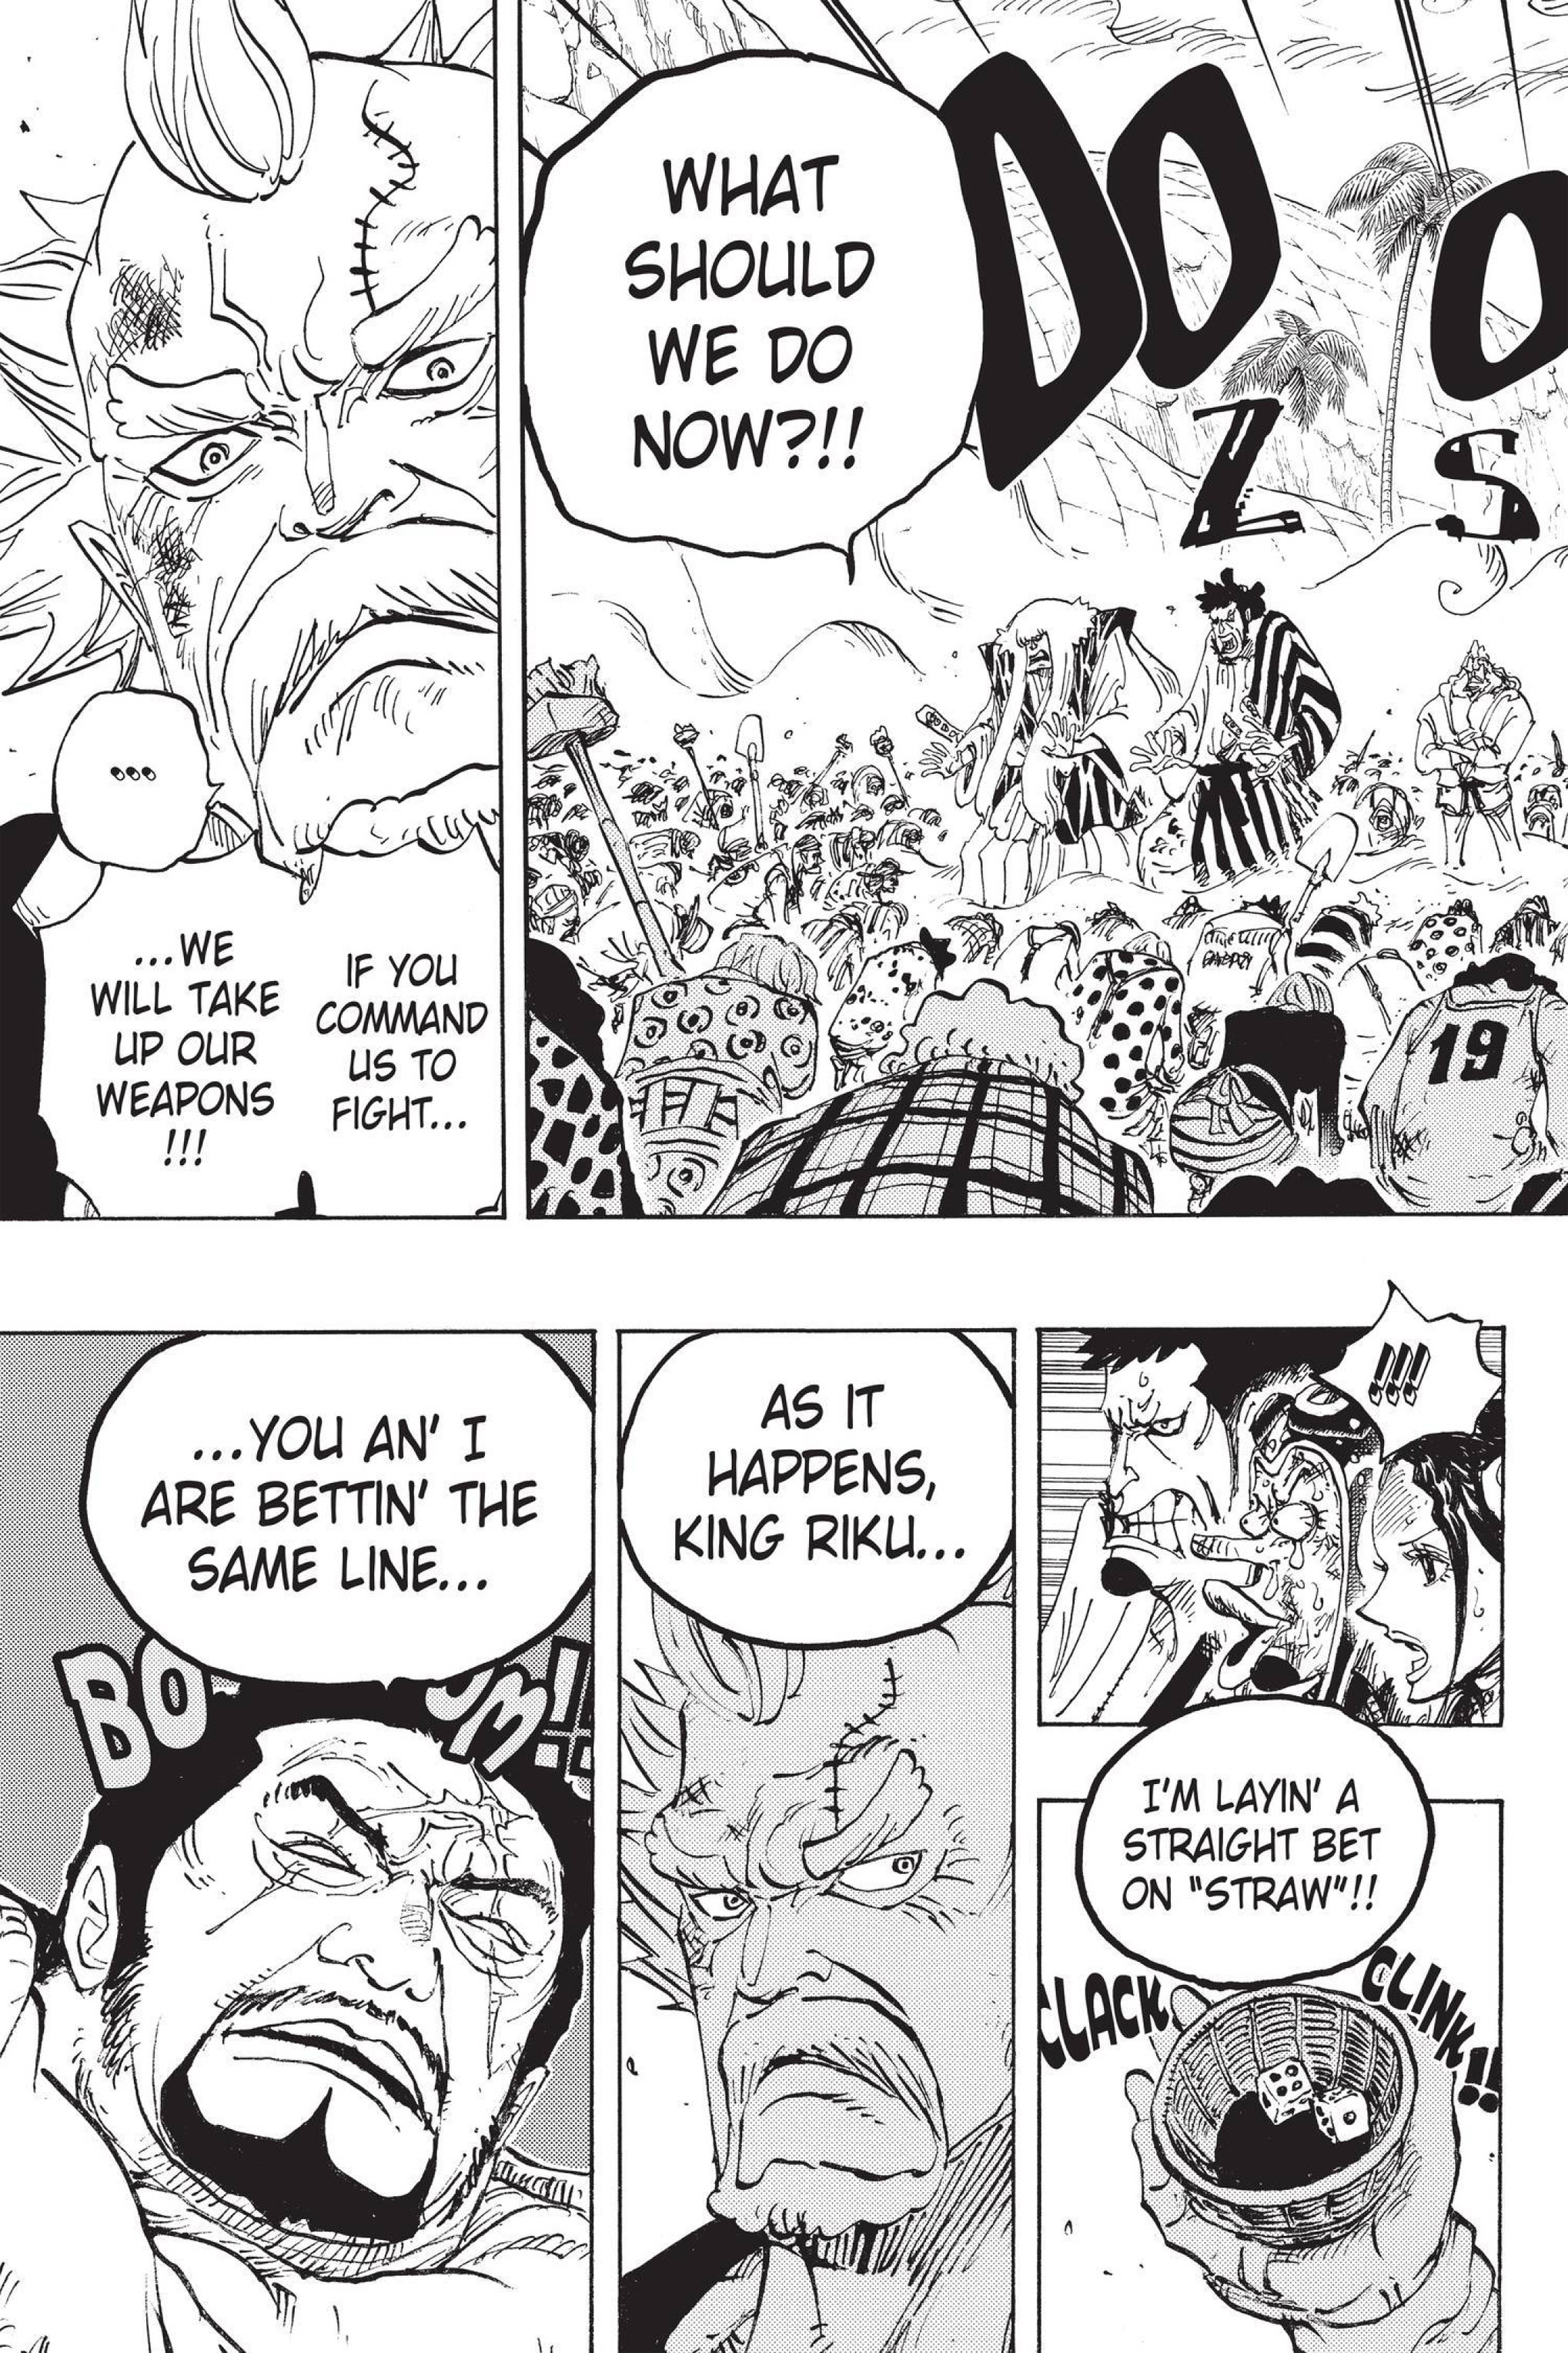 WHAT
SHOULD
WE DO
NOW?!!
DO
O
Z
S
19
...
IF YOU
COMMAND
US TO
FIGHT...
...WE
WILL TAKE
UP OUR
WEAPONS
!!!
!!!
I'M LAYIN' A
STRAIGHT BET
ON "STRAW"!!
CLACK
CLINK!!
AS IT
HAPPENS,
KING RIKU...
...YOU AN' I
ARE BETTIN' THE
SAME LINE...
BO
OM!!